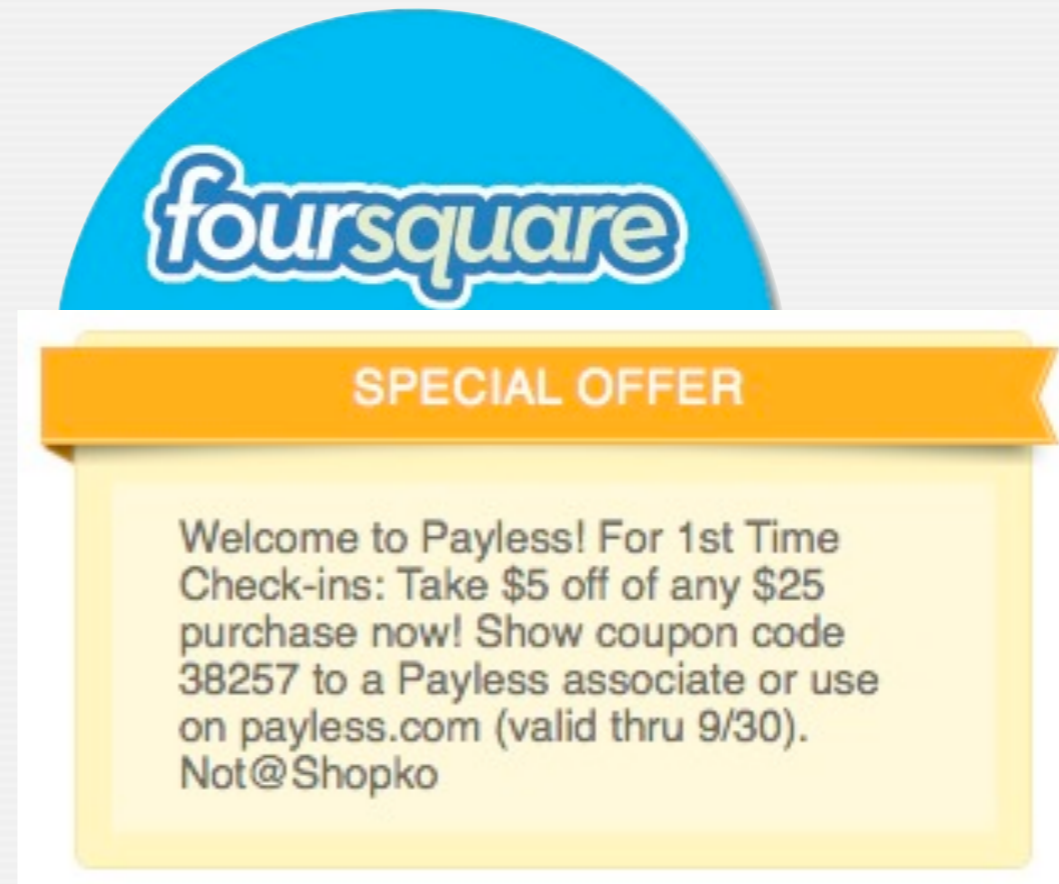 foursquare
SPECIAL OFFER
Welcome to Payless! For 1st Time
Check-ins: Take $5 off of any $25
purchase now! Show coupon code
38257 to a Payless associate or use
on payless.com (valid thru 9/30).
Not@Shopko